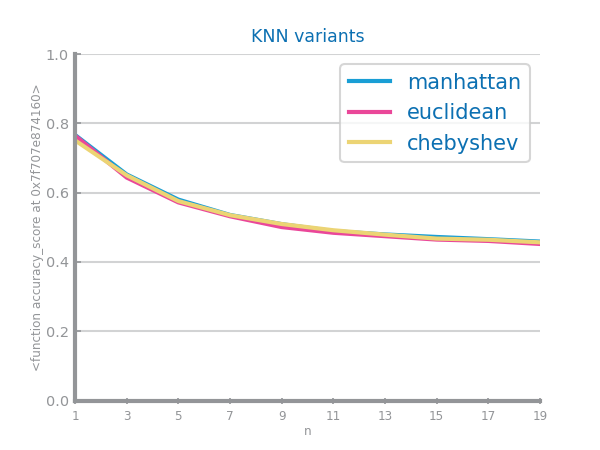 KNN variants
<function accuracy_score at 0x7f707e874160>
1.0
0.8
0.6
0.4
0.2
0.0
manhattan
euclidean
chebyshev
1 3 5 7 9 11 13 15 17 19
n